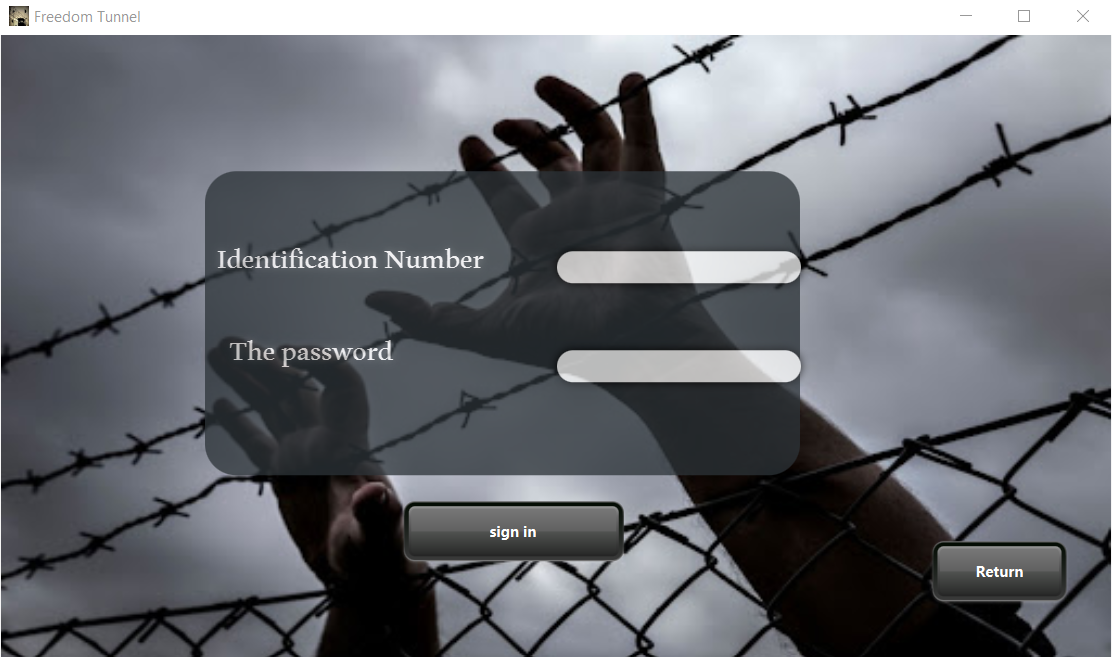 Freedom Tunnel
Identification Number
The password
sign in
Return